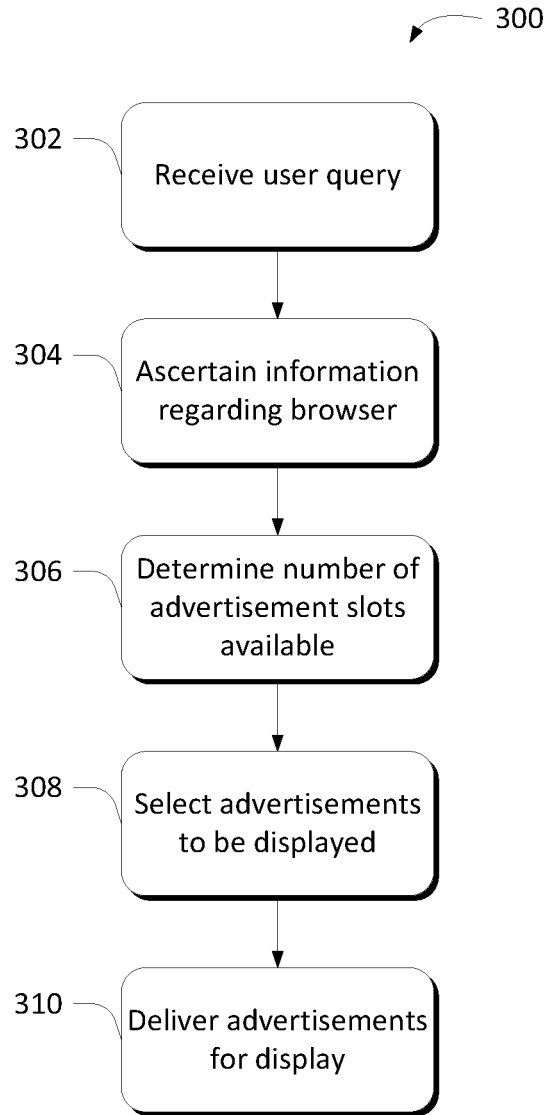 300
302
Receive user query
304
Ascertain information
regarding browser
306
Determine number of
advertisement slots
available
308
Select advertisements
to be displayed
310
Deliver advertisements
for display